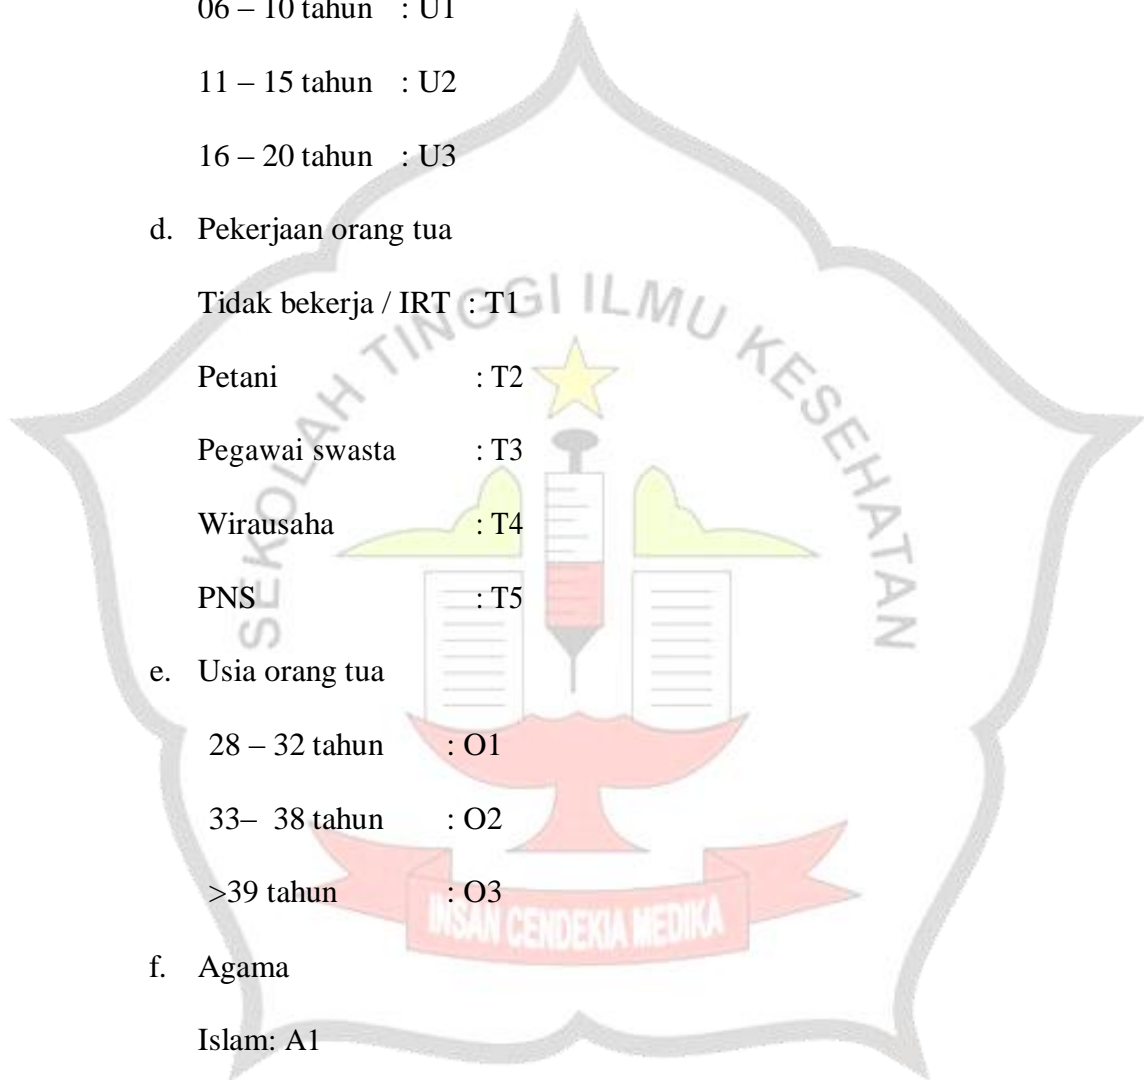 06 – 10 tahun : U1
11 – 15 tahun : U2
16 – 20 tahun : U3
d. Pekerjaan orang tua
Tidak bekerja / IRT : T1
Petani : T2
Pegawai swasta : T3
Wirausaha : T4
PNS : T5
e. Usia orang tua
28 – 32 tahun : O1
33– 38 tahun : O2
>39 tahun : O3
f. Agama
Islam: A1
SEKOLAH TINGGI ILMU KESEHATAN
INSAN CENDEKIA MEDIKA